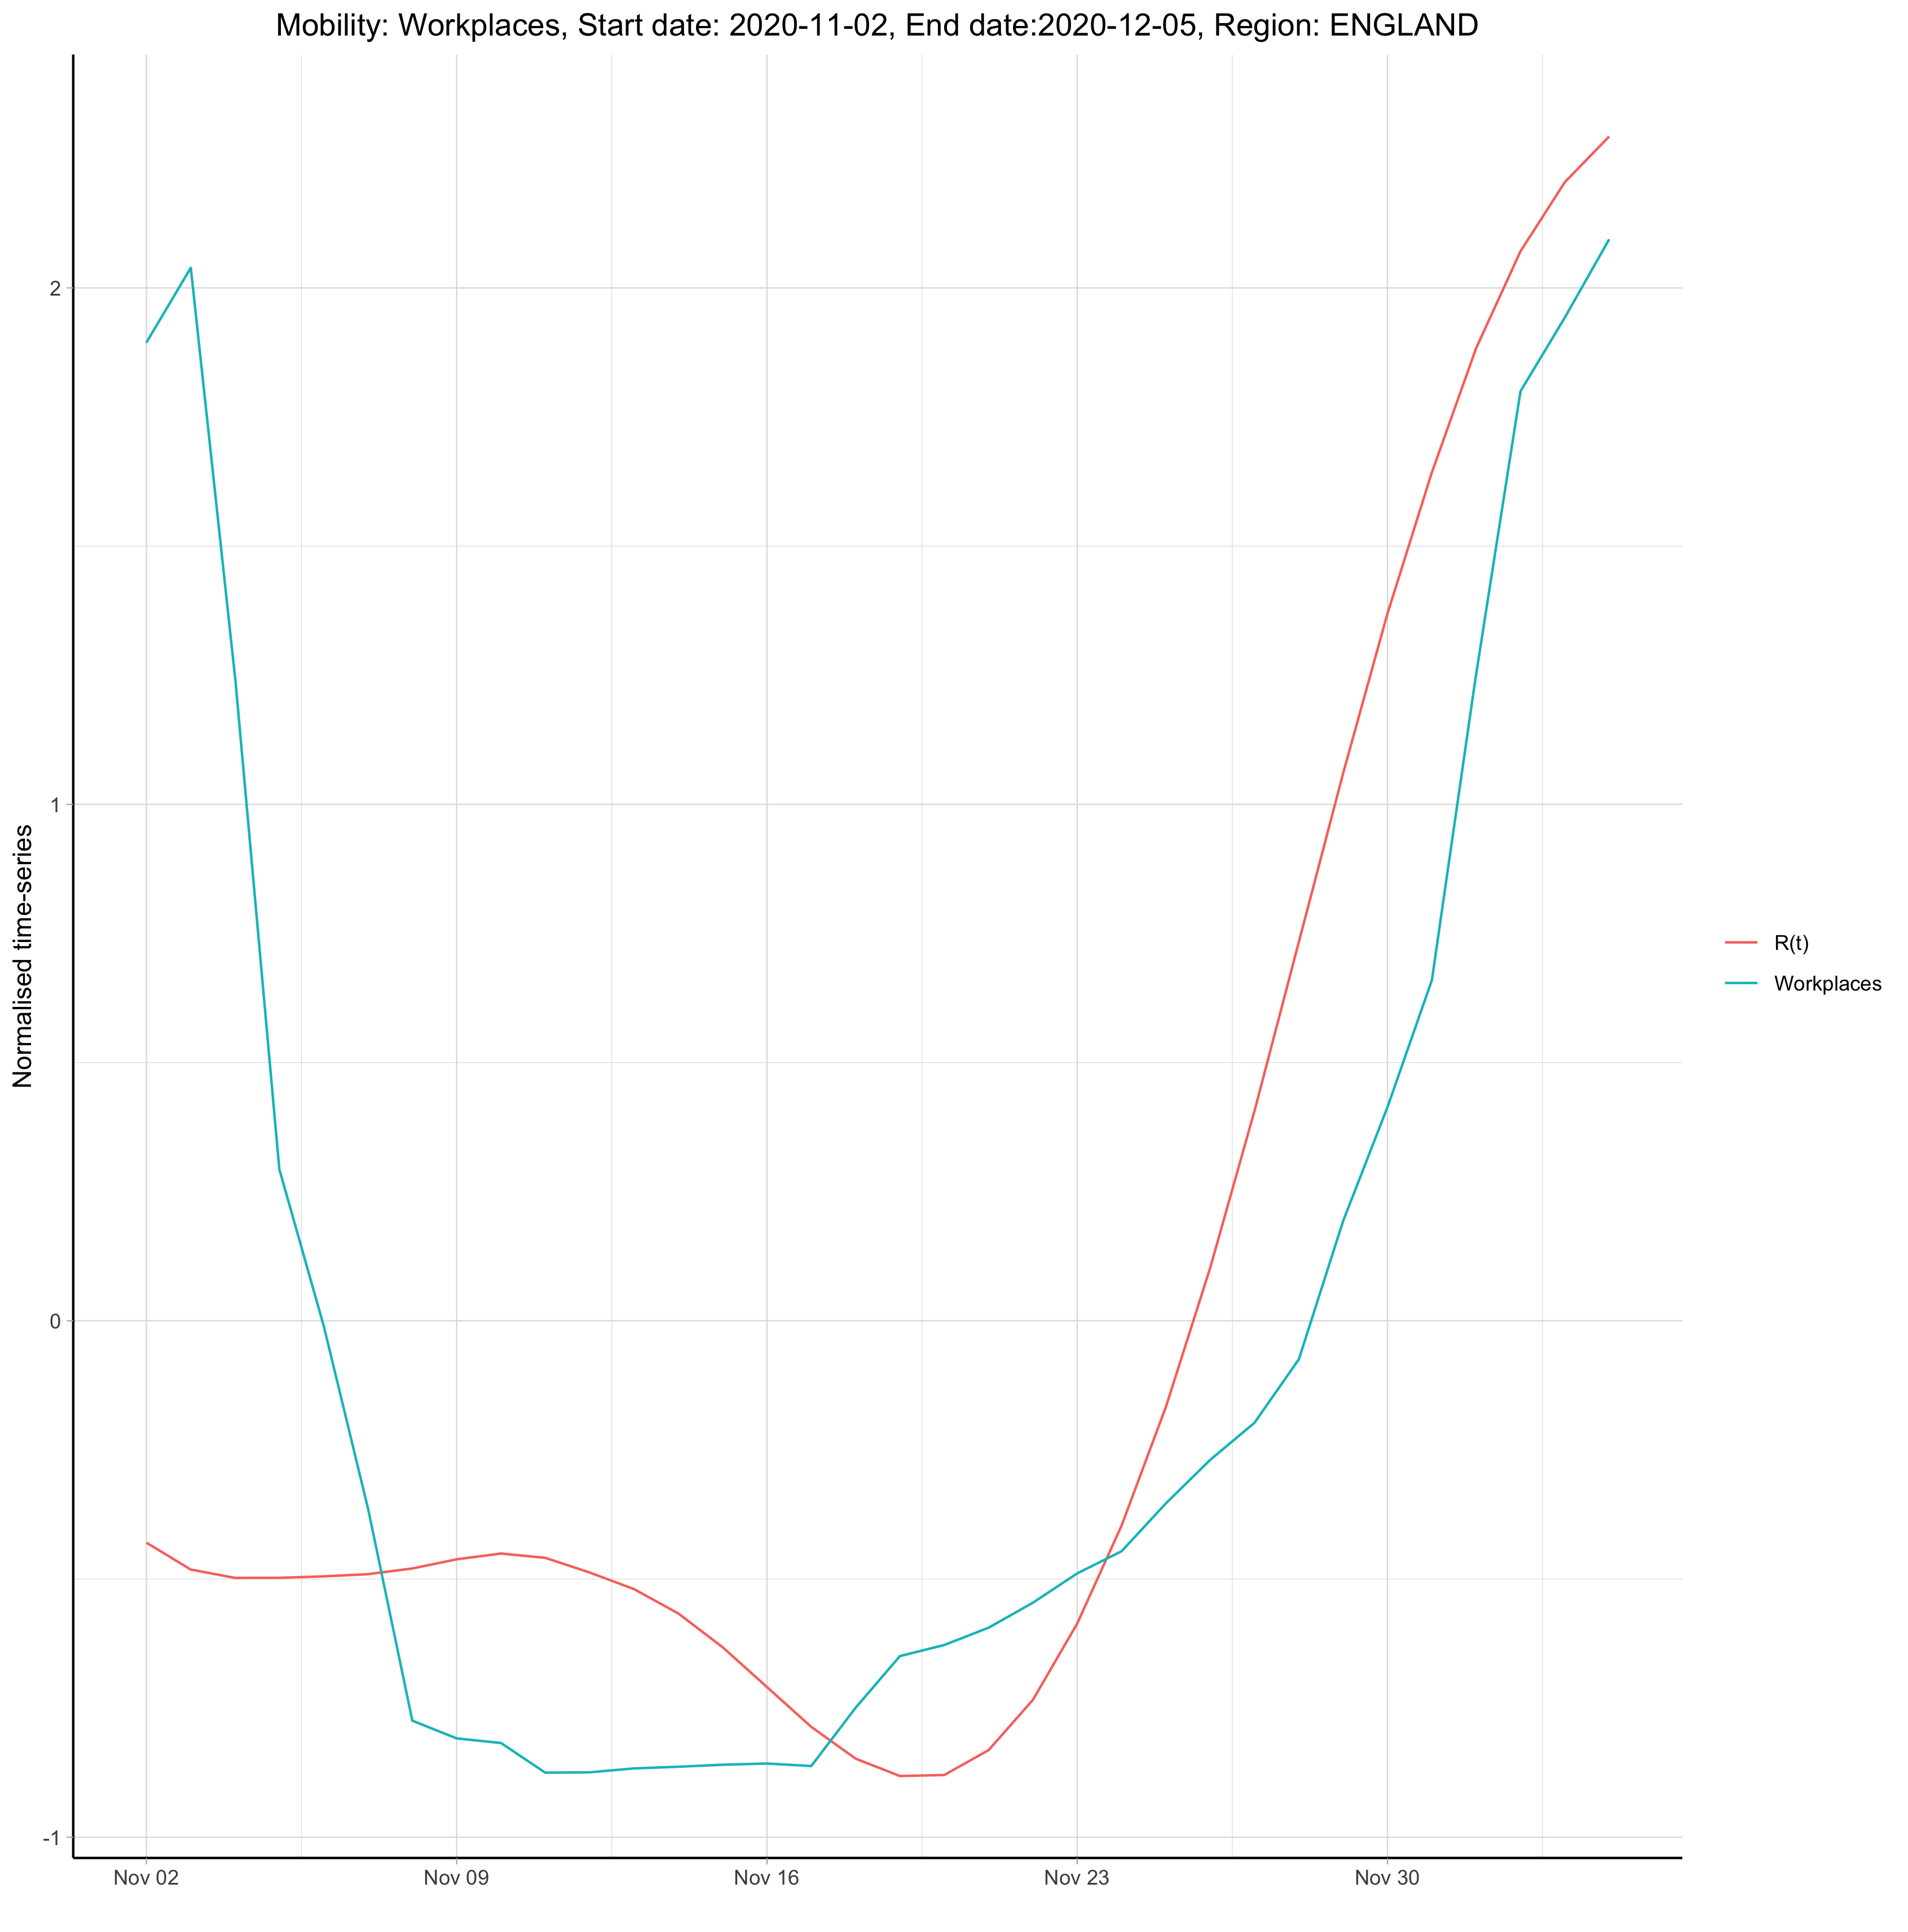 Mobility: Workplaces, Start date: 2020-11-02, End date:2020-12-05, Region: ENGLAND
Normalised time-series
2
1
0
-1
Nov 02
Nov 09
Nov 16
Nov 23
Nov 30
R(t)
Workplaces